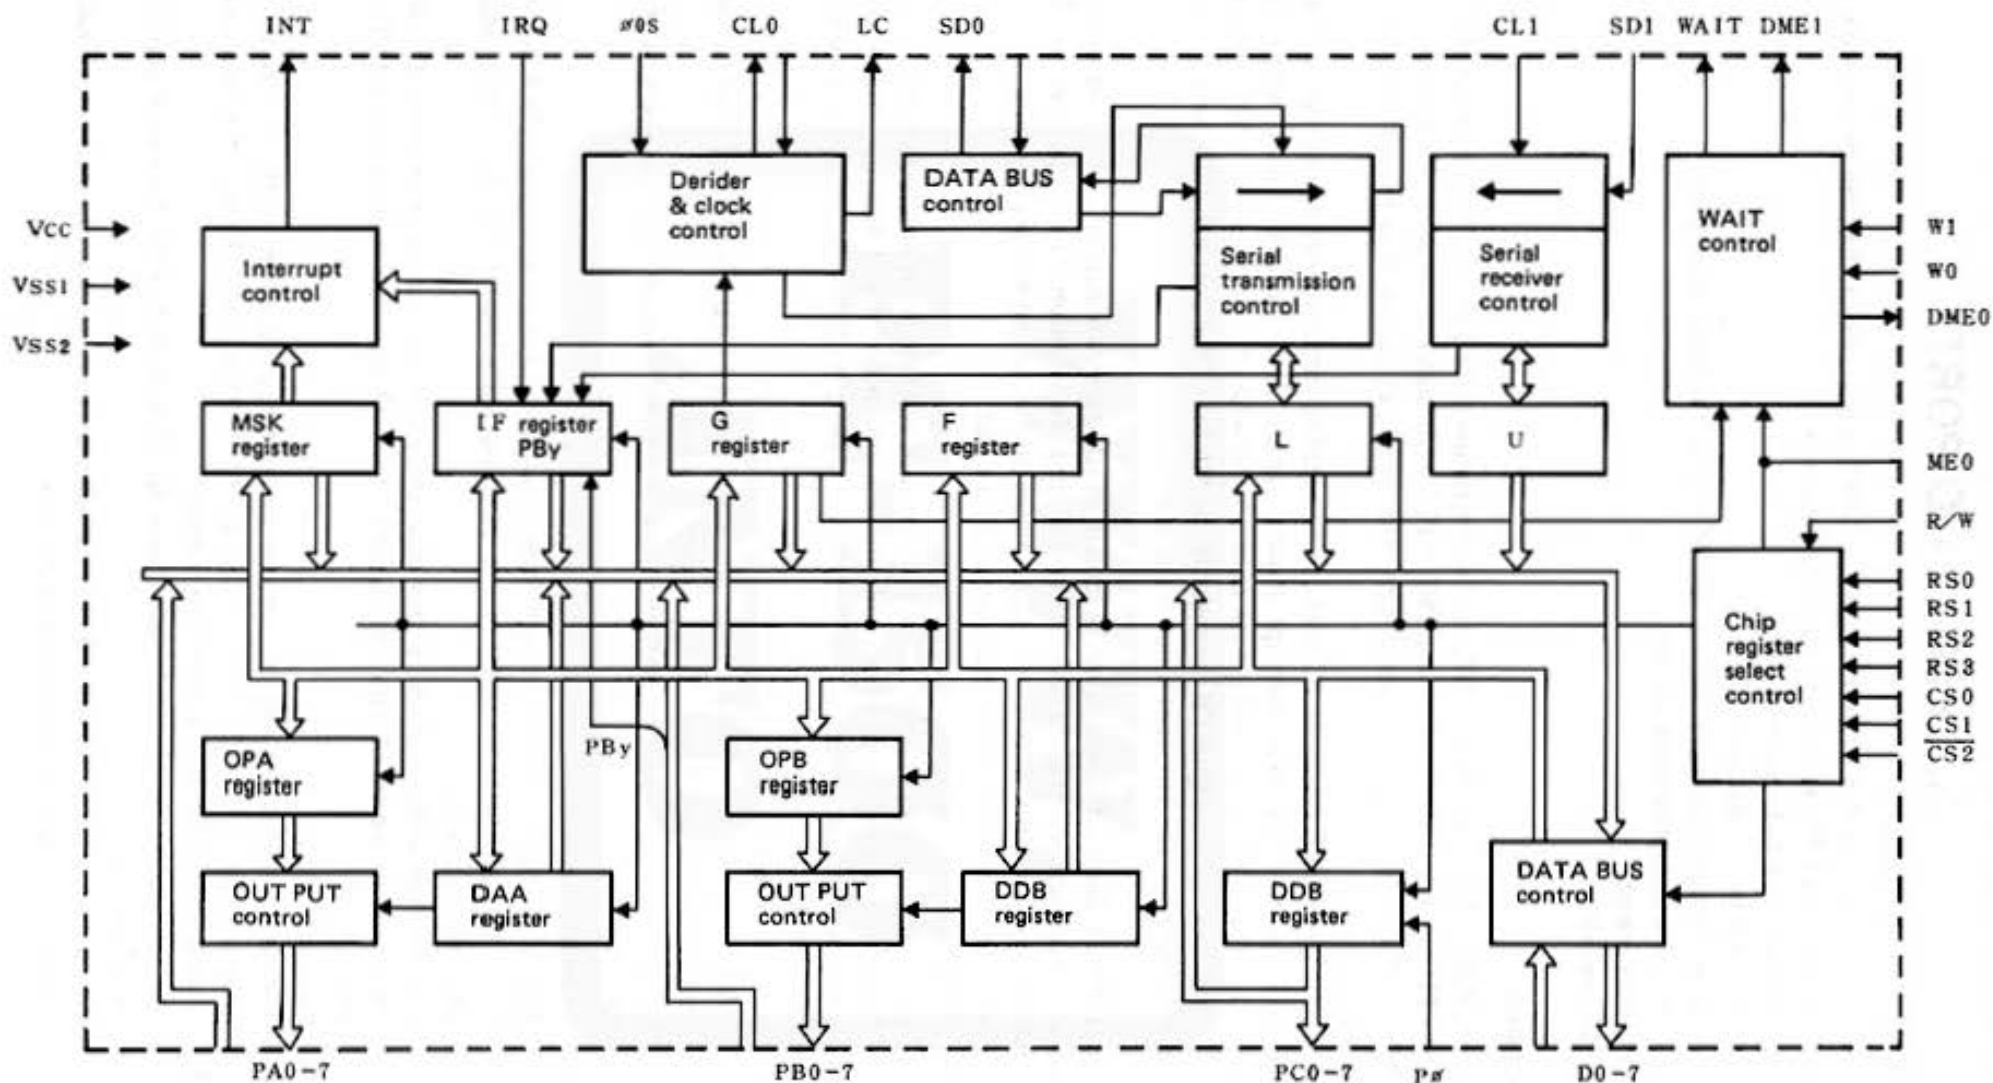 INT IRQ ø0S CL0 LC SD0 CL1 SD1 WAIT DME1
VCC
VSS1
VSS2
Interrupt
control
Derider
& clock
control
DATA BUS
control
Serial
transmission
control
Serial
receiver
control
WAIT
control
W1
W0
DME0
ME0
R/W
RS0
RS1
RS2
RS3
CS0
CS1
CS2
MSK
register
IF register
PBy
G
register
F
register
L
U
Chip
register
select
control
PBy
OPA
register
OPB
register
OUT PUT
control
DAA
register
OUT PUT
control
DDB
register
DDB
register
DATA BUS
control
PA0-7 PB0-7 PC0-7 Pø D0-7